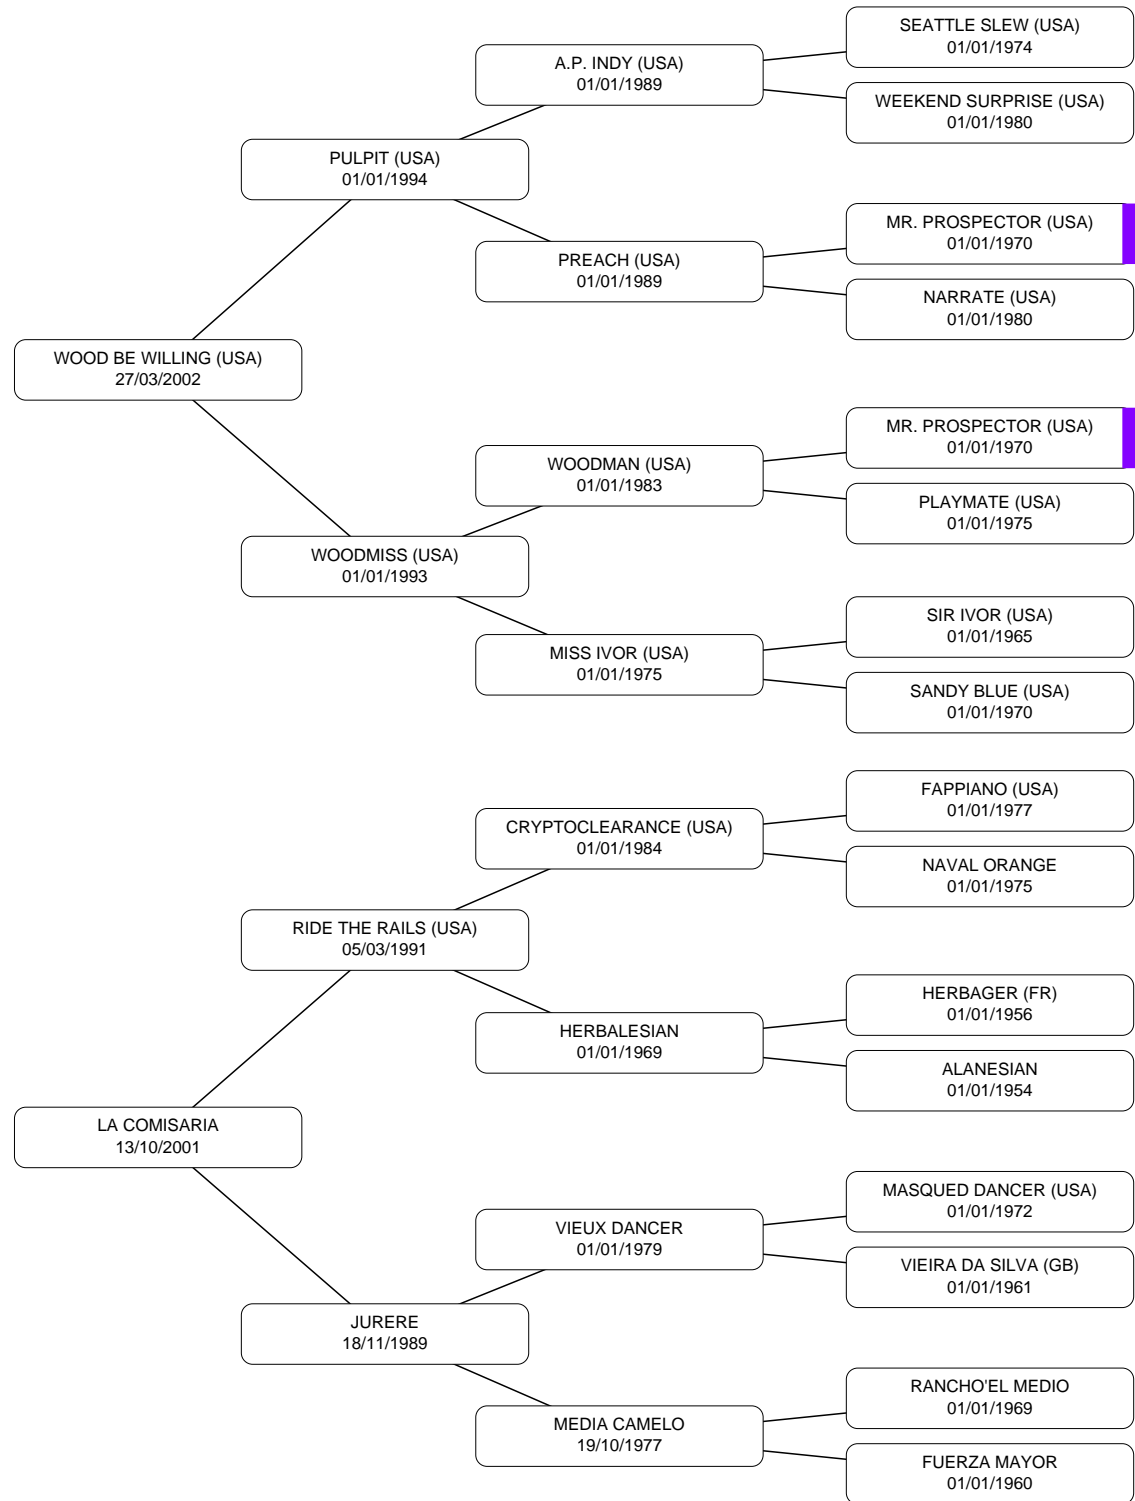 SEATTLE SLEW (USA)
01/01/1974
A.P. INDY (USA)
01/01/1989
WEEKEND SURPRISE (USA)
01/01/1980
PULPIT (USA)
01/01/1994
MR. PROSPECTOR (USA)
01/01/1970
PREACH (USA)
01/01/1989
NARRATE (USA)
01/01/1980
WOOD BE WILLING (USA)
27/03/2002
MR. PROSPECTOR (USA)
01/01/1970
WOODMAN (USA)
01/01/1983
PLAYMATE (USA)
01/01/1975
WOODMISS (USA)
01/01/1993
SIR IVOR (USA)
01/01/1965
MISS IVOR (USA)
01/01/1975
SANDY BLUE (USA)
01/01/1970
FAPPIANO (USA)
01/01/1977
CRYPTOCLEARANCE (USA)
01/01/1984
NAVAL ORANGE
01/01/1975
RIDE THE RAILS (USA)
05/03/1991
HERBAGER (FR)
01/01/1956
HERBALESIAN
01/01/1969
ALANESIAN
01/01/1954
LA COMISARIA
13/10/2001
MASQUED DANCER (USA)
01/01/1972
VIEUX DANCER
01/01/1979
VIEIRA DA SILVA (GB)
01/01/1961
JURERE
18/11/1989
RANCHO'EL MEDIO
01/01/1969
MEDIA CAMELO
19/10/1977
FUERZA MAYOR
01/01/1960